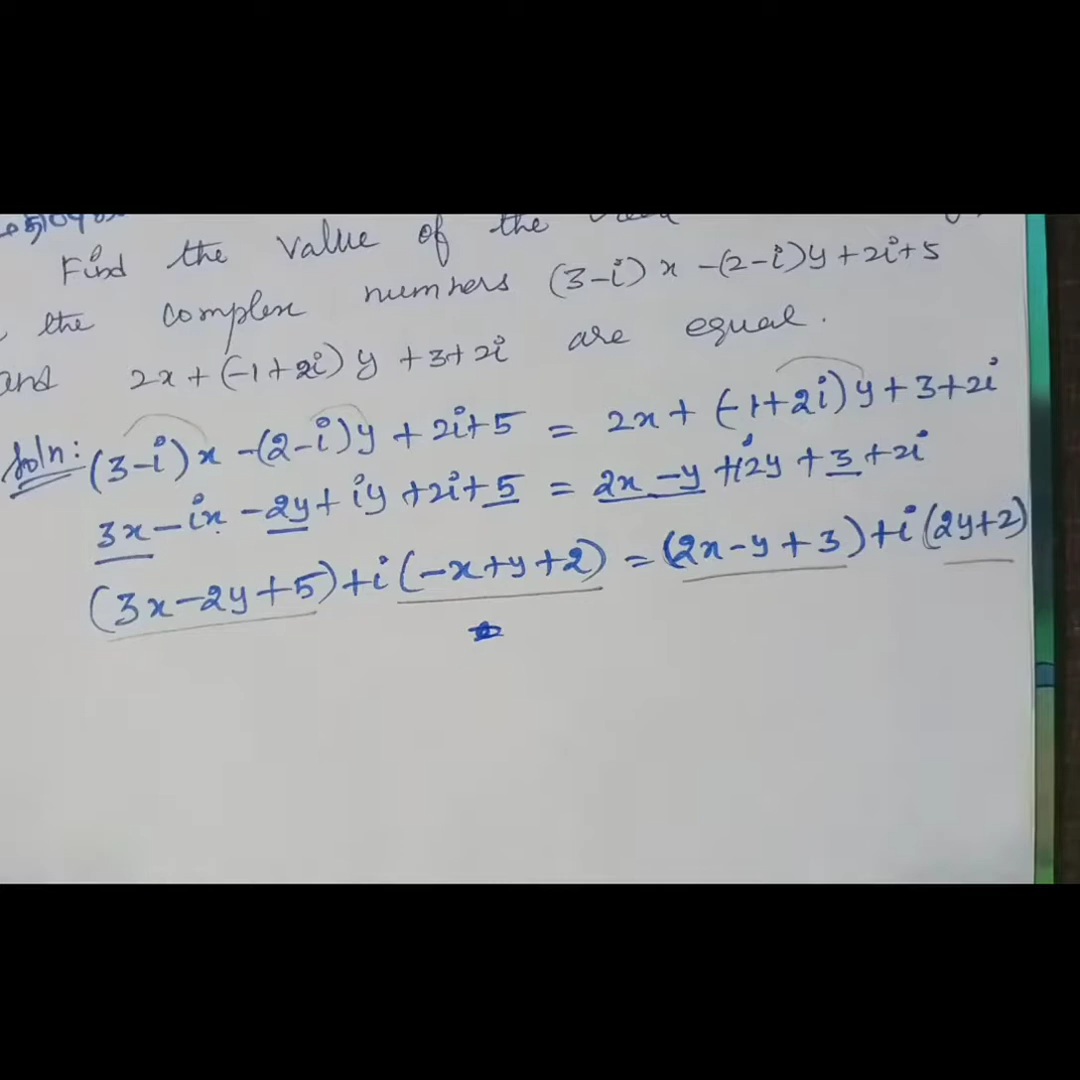 Find the value of the
the complex numbers (3-i)x -(2-i)y+2i+5
and 2x+(-1+2i)y+3+2i are equal.
Soln: (3-i)x -(2-i)y + 2i+5 = 2x+ (-1+2i)y+3+2i
3x-ix -2y+ iy +2i+5 = 2x-y +i2y +3+2i
(3x-2y+5)+i(-x+y+2) = (2x-y+3)+i(2y+2)